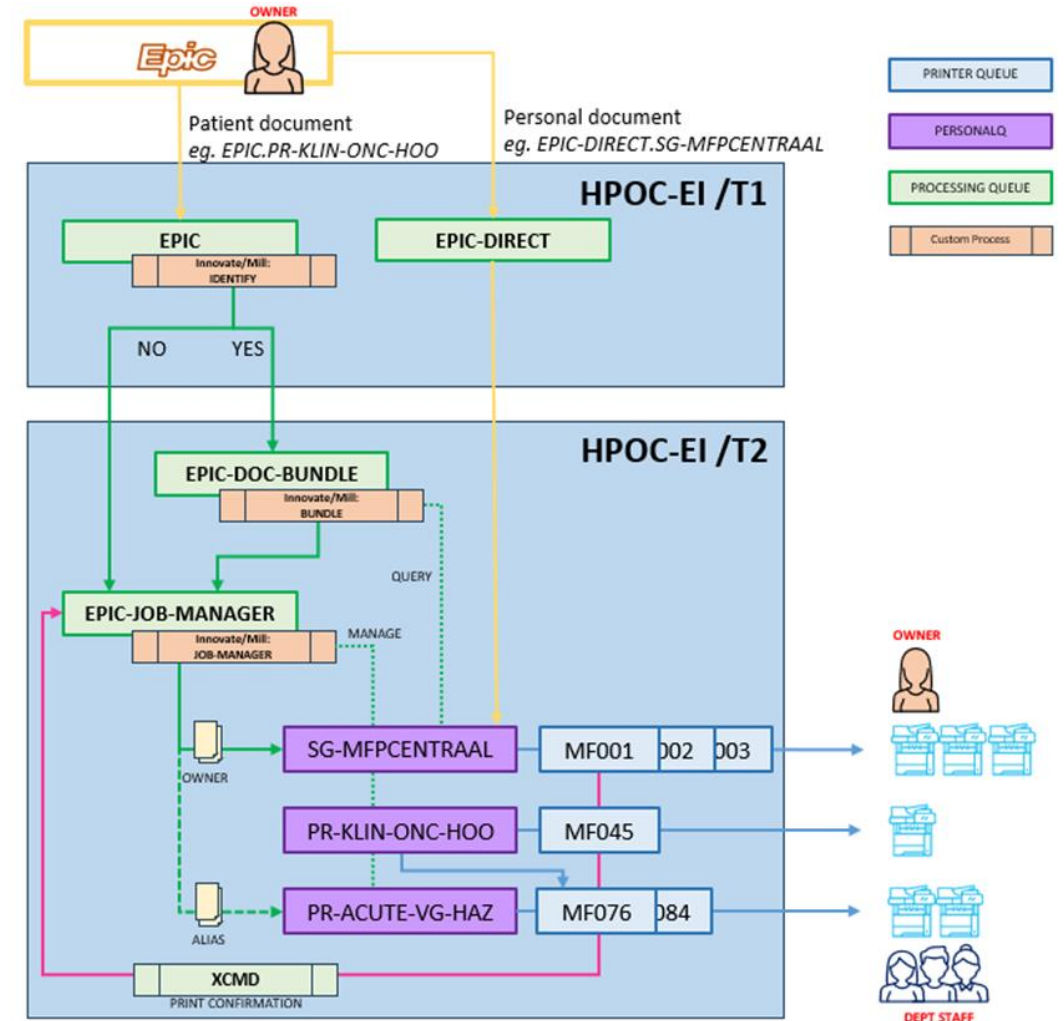 OWNER
Epic
Patient document
eg. EPIC.PR-KLIN-ONC-HOO
Personal document
eg. EPIC-DIRECT.SG-MFPCENTRAAL
PRINTER QUEUE
PERSONALQ
PROCESSING QUEUE
Custom Process
HPOC-EI /T1
EPIC
Innovate/Mill:
IDENTIFY
EPIC-DIRECT
NO
YES
HPOC-EI /T2
EPIC-DOC-BUNDLE
Innovate/Mill:
BUNDLE
QUERY
EPIC-JOB-MANAGER
Innovate/Mill:
JOB-MANAGER
MANAGE
OWNER
SG-MFPCENTRAAL
MF001
002
003
OWNER
PR-KLIN-ONC-HOO
MF045
PR-ACUTE-VG-HAZ
MF076
084
ALIAS
XCMD
PRINT CONFIRMATION
DEPT STAFF